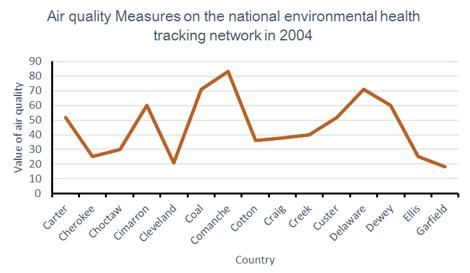 Air quality Measures on the national environmental health
tracking network in 2004
Value of air quality
90
80
70
60
50
40
30
20
10
0
Carter
Cherokee
Choctaw
Cimarron
Cleveland
Coal
Comanche
Cotton
Craig
Creek
Custer
Delaware
Dewey
Ellis
Garfield
Country